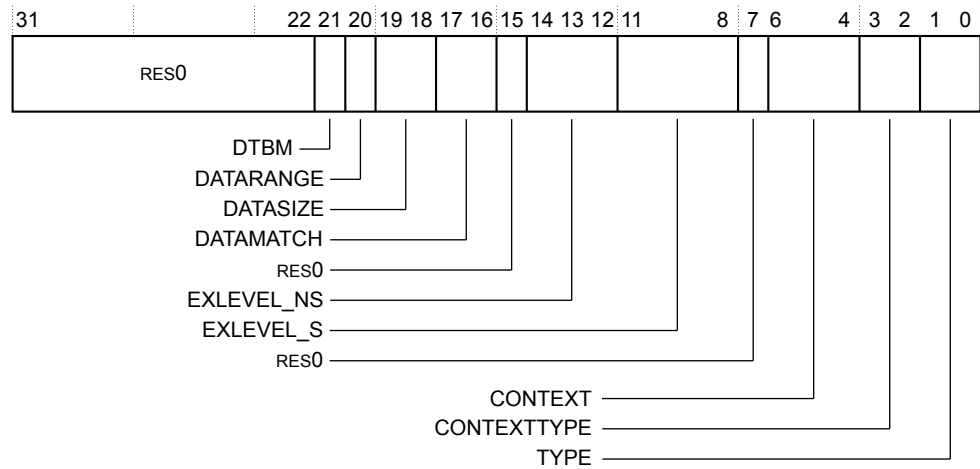 31 22 21 20 19 18 17 16 15 14 13 12 11 8 7 6 4 3 2 1 0
RES0
DTBM
DATARANGE
DATASIZE
DATAMATCH
RES0
EXLEVEL_NS
EXLEVEL_S
RES0
CONTEXT
CONTEXTTYPE
TYPE